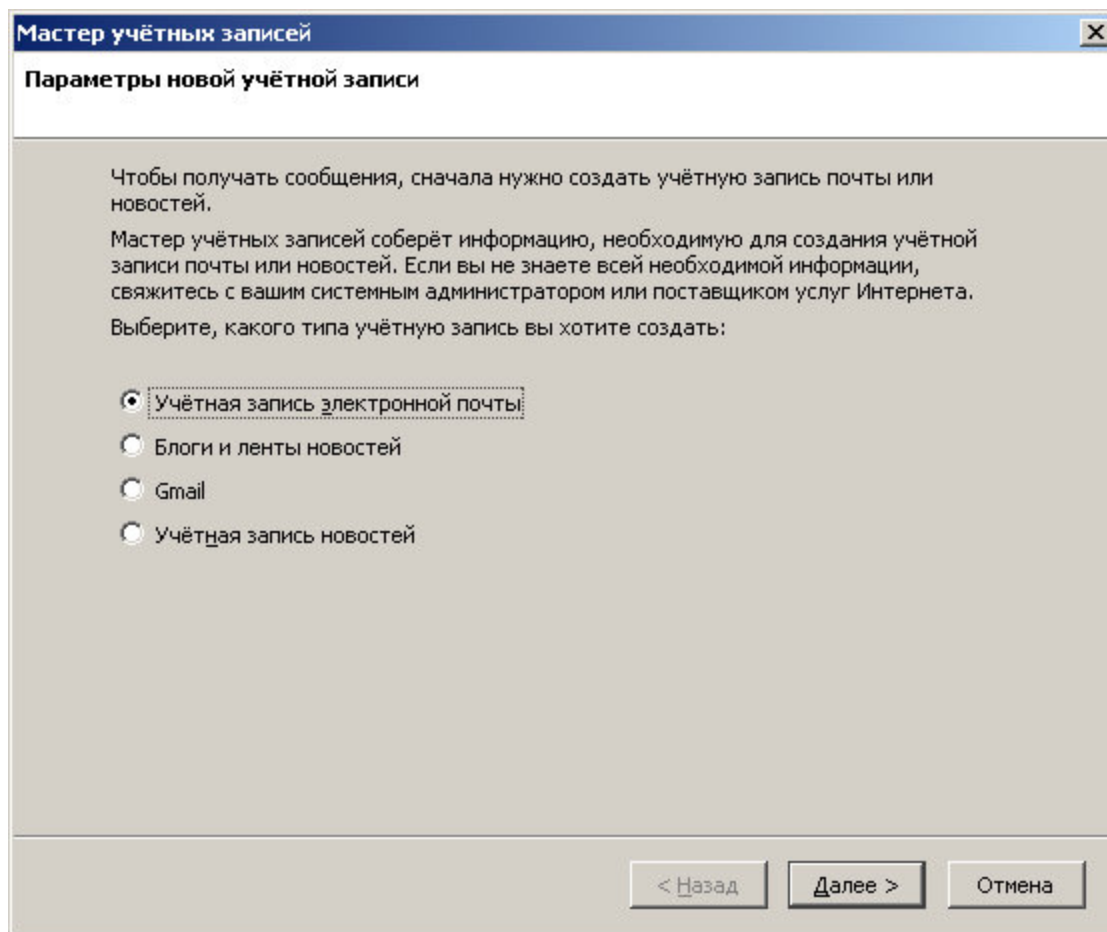 Мастер учётных записей
Параметры новой учётной записи
Чтобы получать сообщения, сначала нужно создать учётную запись почты или
новостей.
Мастер учётных записей соберёт информацию, необходимую для создания учётной
записи почты или новостей. Если вы не знаете всей необходимой информации,
свяжитесь с вашим системным администратором или поставщиком услуг Интернета.
Выберите, какого типа учётную запись вы хотите создать:
Учётная запись электронной почты
Блоги и ленты новостей
Gmail
Учётная запись новостей
< Назад Далее > Отмена